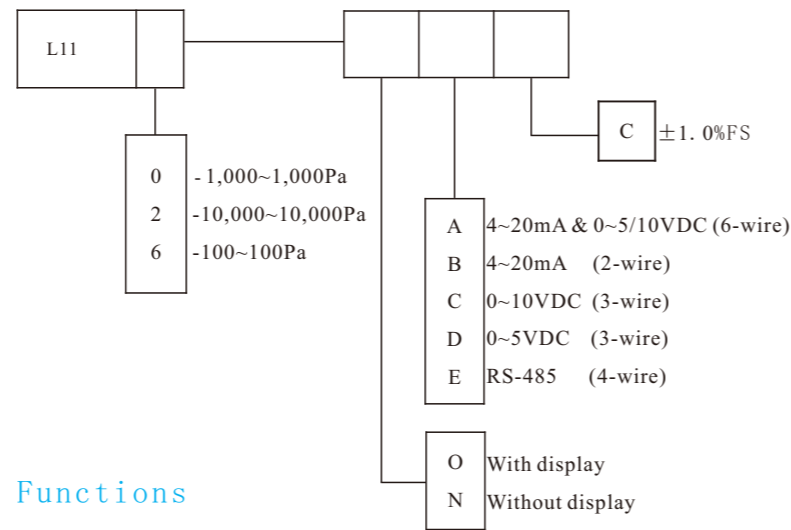 L11
C ±1.0%FS
0 -1,000~1,000Pa
2 -10,000~10,000Pa
6 -100~100Pa
A 4~20mA & 0~5/10VDC (6-wire)
B 4~20mA (2-wire)
C 0~10VDC (3-wire)
D 0~5VDC (3-wire)
E RS-485 (4-wire)
O With display
N Without display
Functions